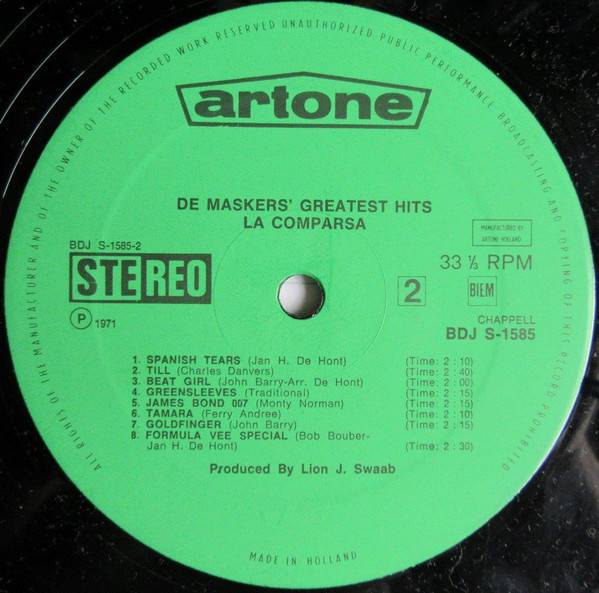 ALL RIGHTS OF THE MANUFACTURER AND OF THE OWNER OF THE RECORDED WORK RESERVED UNAUTHORIZED PUBLIC PERFORMANCE, BROADCASTING AND COPYING OF THIS RECORD PROHIBITED
artone
DE MASKERS' GREATEST HITS
LA COMPARSA
MANUFACTURED BY
ARTONE HOLLAND
BDJ S-1585-2
STEREO
33 ⅓ RPM
P 1971
2
BIEM
CHAPPELL
BDJ S-1585
1. SPANISH TEARS (Jan H. De Hont) (Time: 2 : 10)
2. TILL (Charles Danvers) (Time: 2 : 40)
3. BEAT GIRL (John Barry-Arr. De Hont) (Time: 2 : 00)
4. GREENSLEEVES (Traditional) (Time: 2 : 15)
5. JAMES BOND 007 (Monty Norman) (Time: 2 : 15)
6. TAMARA (Ferry Andree) (Time: 2 : 10)
7. GOLDFINGER (John Barry) (Time: 2 : 15)
8. FORMULA VEE SPECIAL (Bob Bouber-
Jan H. De Hont) (Time: 2 : 30)
Produced By Lion J. Swaab
MADE IN HOLLAND